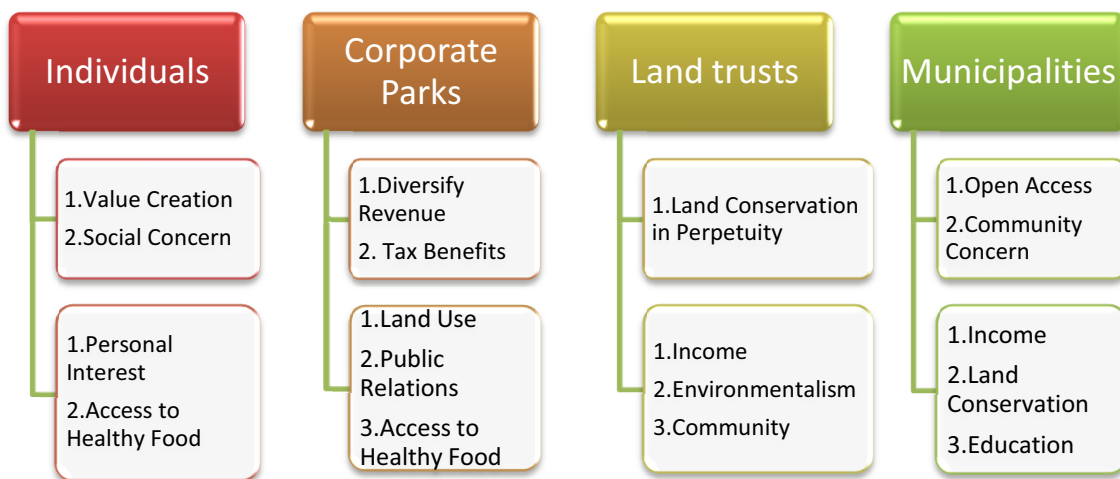 Individuals
1.Value Creation
2.Social Concern
1.Personal
Interest
2.Access to
Healthy Food
Corporate
Parks
1.Diversify
Revenue
2. Tax Benefits
1.Land Use
2.Public
Relations
3.Access to
Healthy Food
Land trusts
1.Land Conservation
in Perpetuity
1.Income
2.Environmentalism
3.Community
Municipalities
1.Open Access
2.Community
Concern
1.Income
2.Land
Conservation
3.Education